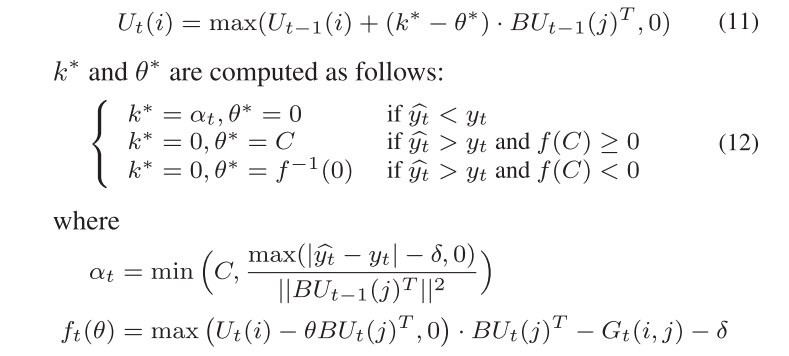 U_t(i) = max(U_{t−1}(i) + (k* − θ*) · BU_{t−1}(j)^T, 0) (11)
k* and θ* are computed as follows:
{ k* = α_t, θ* = 0 if ŷ_t < y_t
k* = 0, θ* = C if ŷ_t > y_t and f(C) ≥ 0 (12)
k* = 0, θ* = f^{−1}(0) if ŷ_t > y_t and f(C) < 0
where
α_t = min ( C, max(|ŷ_t − y_t| − δ, 0) / ||BU_{t−1}(j)^T||^2 )
f_t(θ) = max (U_t(i) − θBU_t(j)^T, 0) · BU_t(j)^T − G_t(i, j) − δ